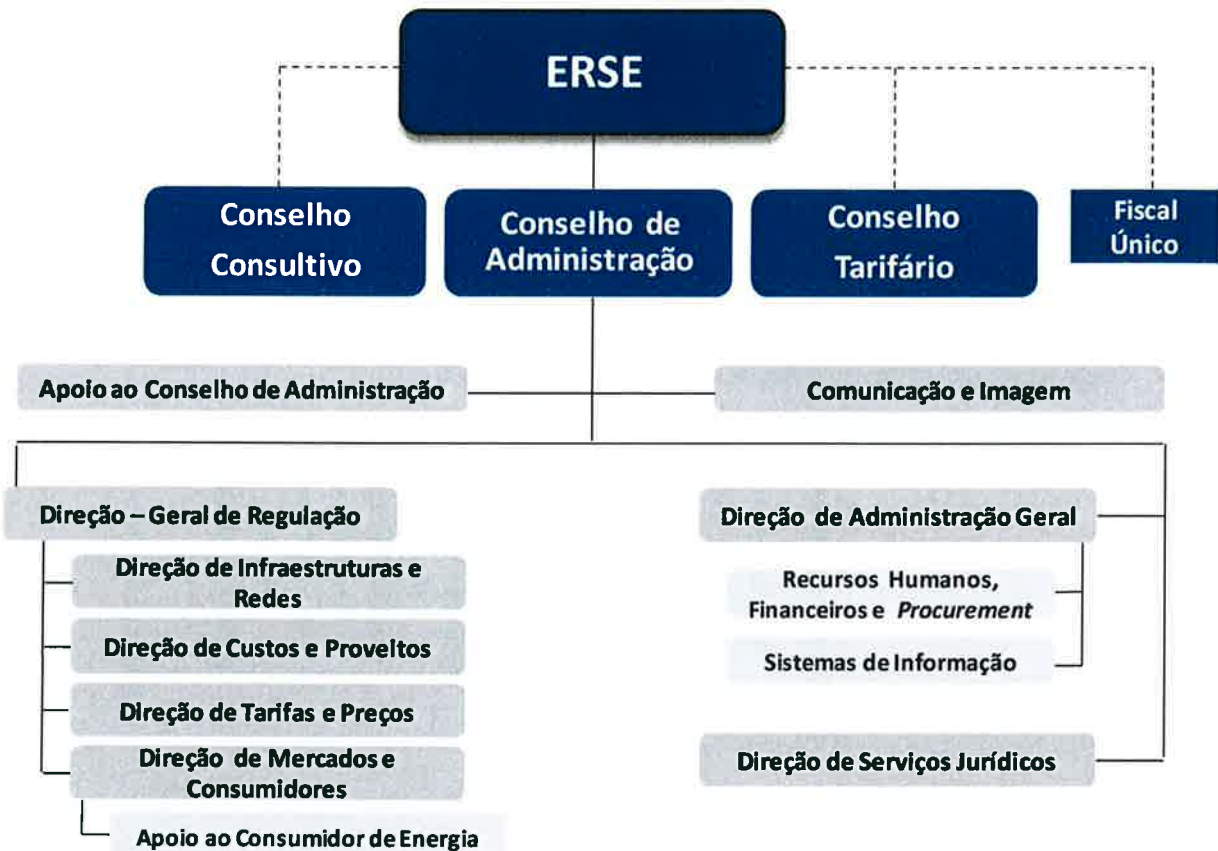 ERSE
Conselho
Consultivo
Conselho de
Administração
Conselho
Tarifário
Fiscal
Único
Apoio ao Conselho de Administração
Comunicação e Imagem
Direção – Geral de Regulação
Direção de Infraestruturas e
Redes
Direção de Custos e Proveitos
Direção de Tarifas e Preços
Direção de Mercados e
Consumidores
Apoio ao Consumidor de Energia
Direção de Administração Geral
Recursos Humanos,
Financeiros e Procurement
Sistemas de Informação
Direção de Serviços Jurídicos